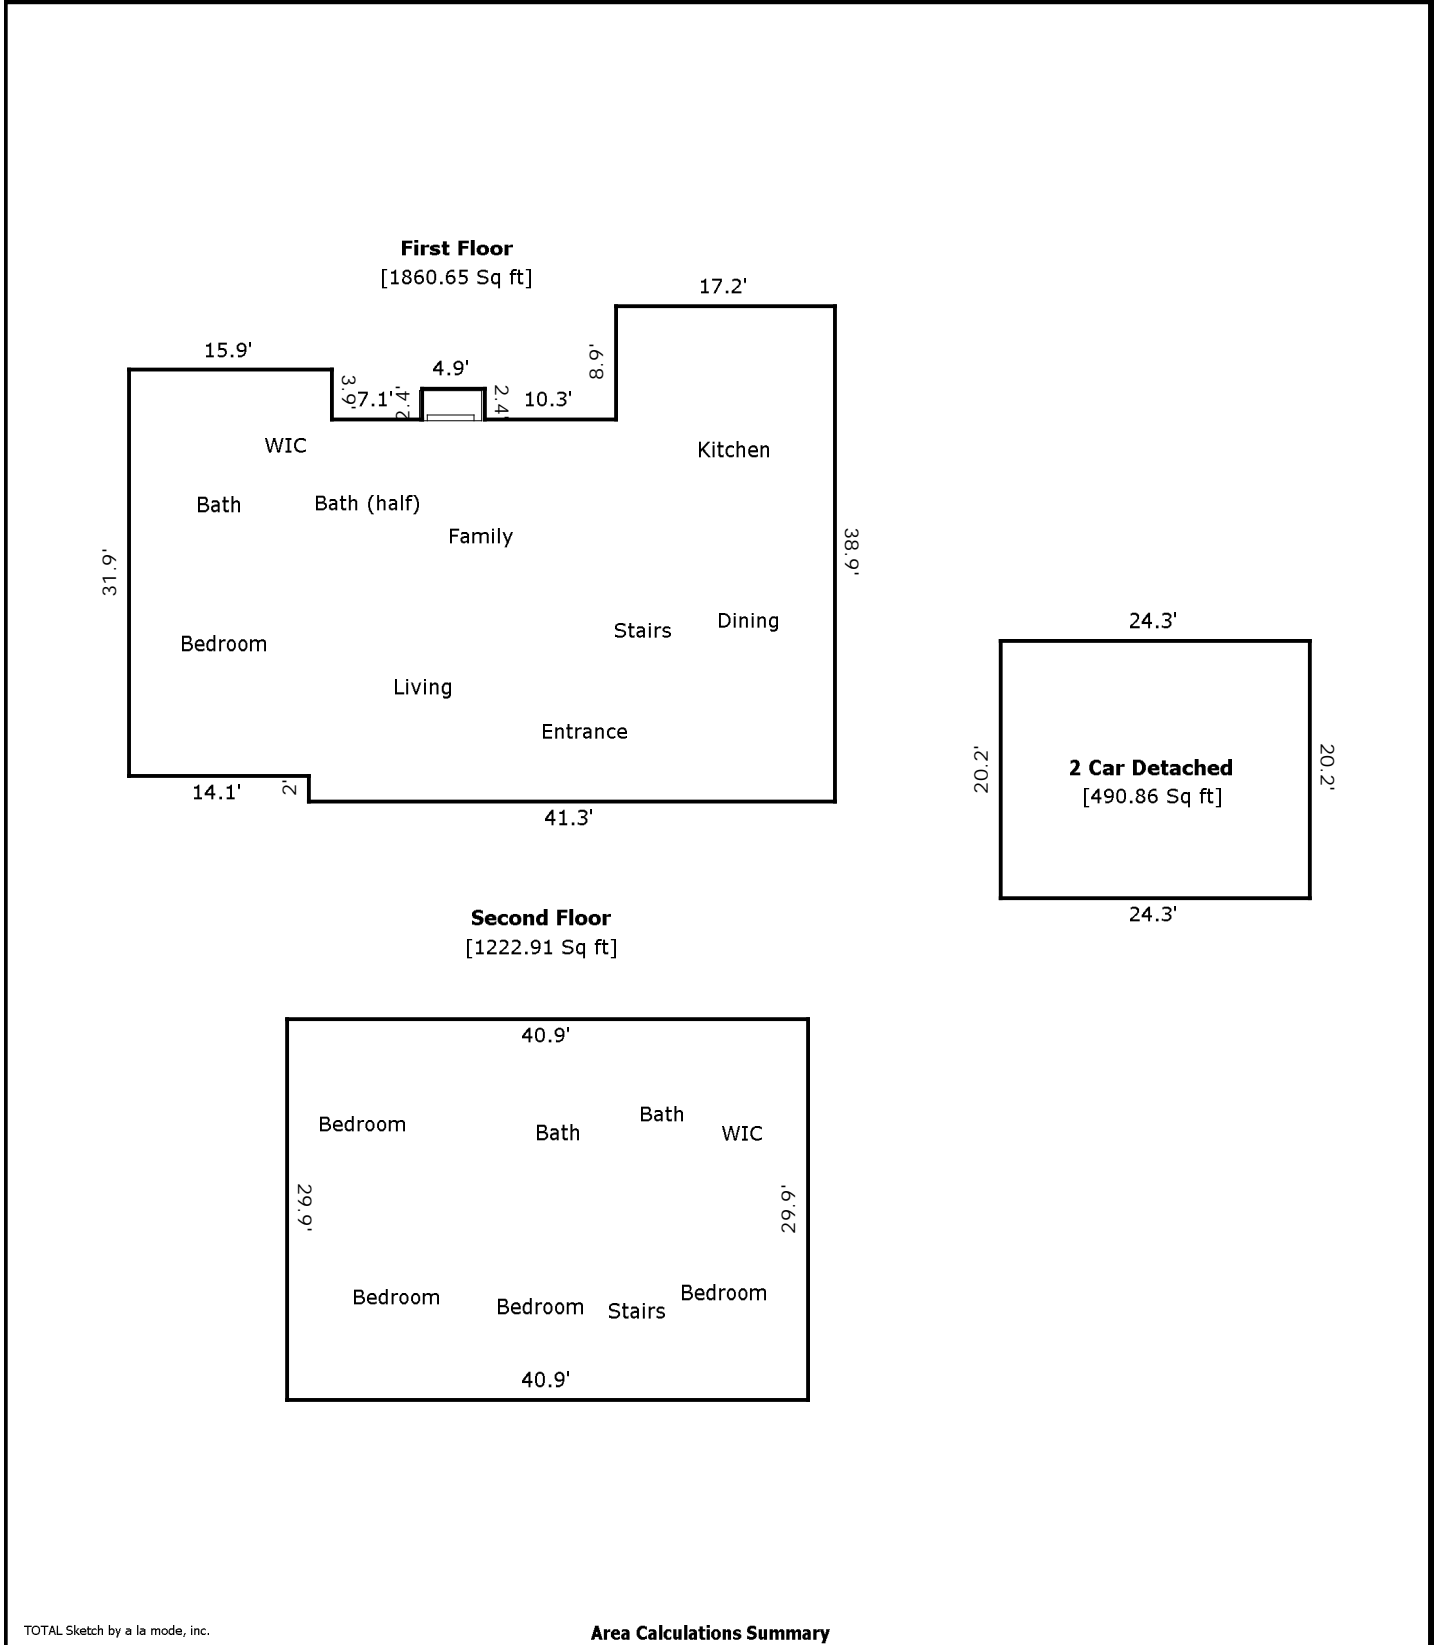 First Floor
[1860.65 Sq ft]
17.2'
15.9'
4.9'
8.9'
3.9'
7.1'
2.4'
2.4'
10.3'
WIC
Kitchen
Bath
Bath (half)
Family
31.9'
38.9'
Bedroom
Stairs
Dining
Living
Entrance
14.1'
2'
41.3'
24.3'
20.2'
2 Car Detached
[490.86 Sq ft]
20.2'
24.3'
Second Floor
[1222.91 Sq ft]
40.9'
Bedroom
Bath
Bath
WIC
29.9'
29.9'
Bedroom
Bedroom
Stairs
Bedroom
40.9'
TOTAL Sketch by a la mode, inc.
Area Calculations Summary